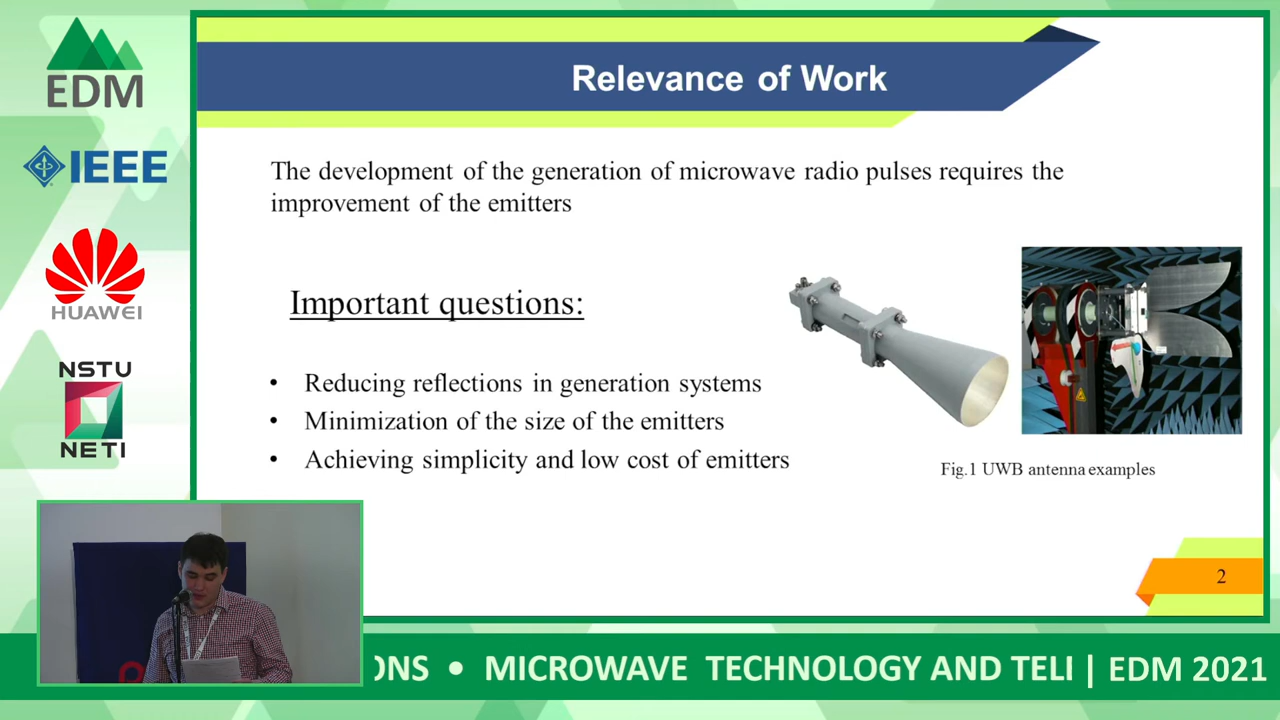 EDM
IEEE
HUAWEI
NSTU
NETI
Relevance of Work
The development of the generation of microwave radio pulses requires the
improvement of the emitters
Important questions:
• Reducing reflections in generation systems
• Minimization of the size of the emitters
• Achieving simplicity and low cost of emitters
Fig.1 UWB antenna examples
2
ONS • MICROWAVE TECHNOLOGY AND TELI | EDM 2021